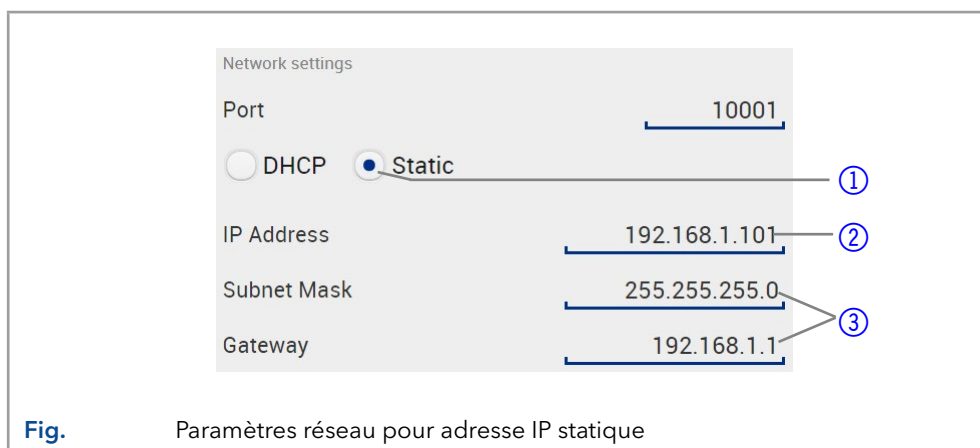 Network settings
Port 10001
DHCP Static
①
IP Address 192.168.1.101 ②
Subnet Mask 255.255.255.0
③
Gateway 192.168.1.1
Fig. Paramètres réseau pour adresse IP statique